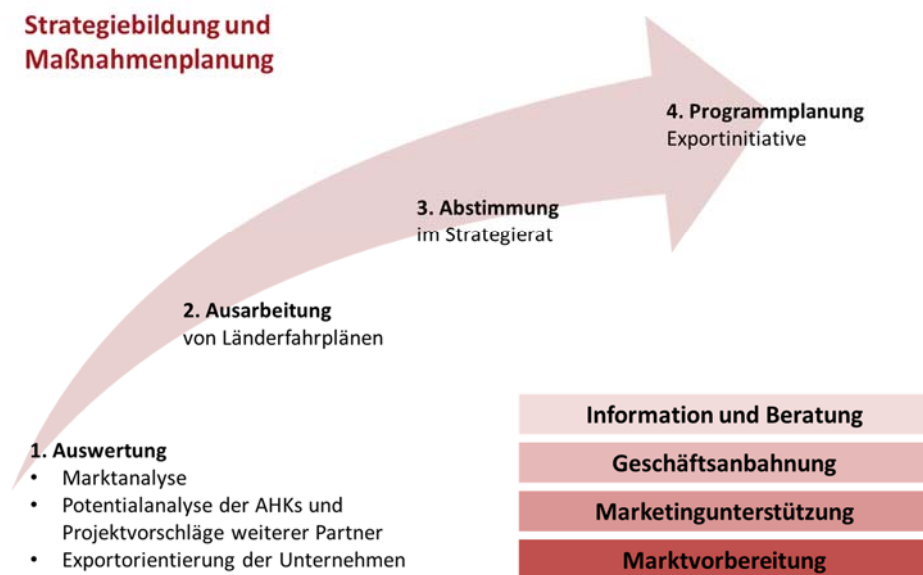 Strategiebildung und
Maßnahmenplanung
4. Programmplanung
Exportinitiative
3. Abstimmung
im Strategierat
2. Ausarbeitung
von Länderfahrplänen
1. Auswertung
• Marktanalyse
• Potentialanalyse der AHKs und
Projektvorschläge weiterer Partner
• Exportorientierung der Unternehmen
Information und Beratung
Geschäftsanbahnung
Marketingunterstützung
Marktvorbereitung